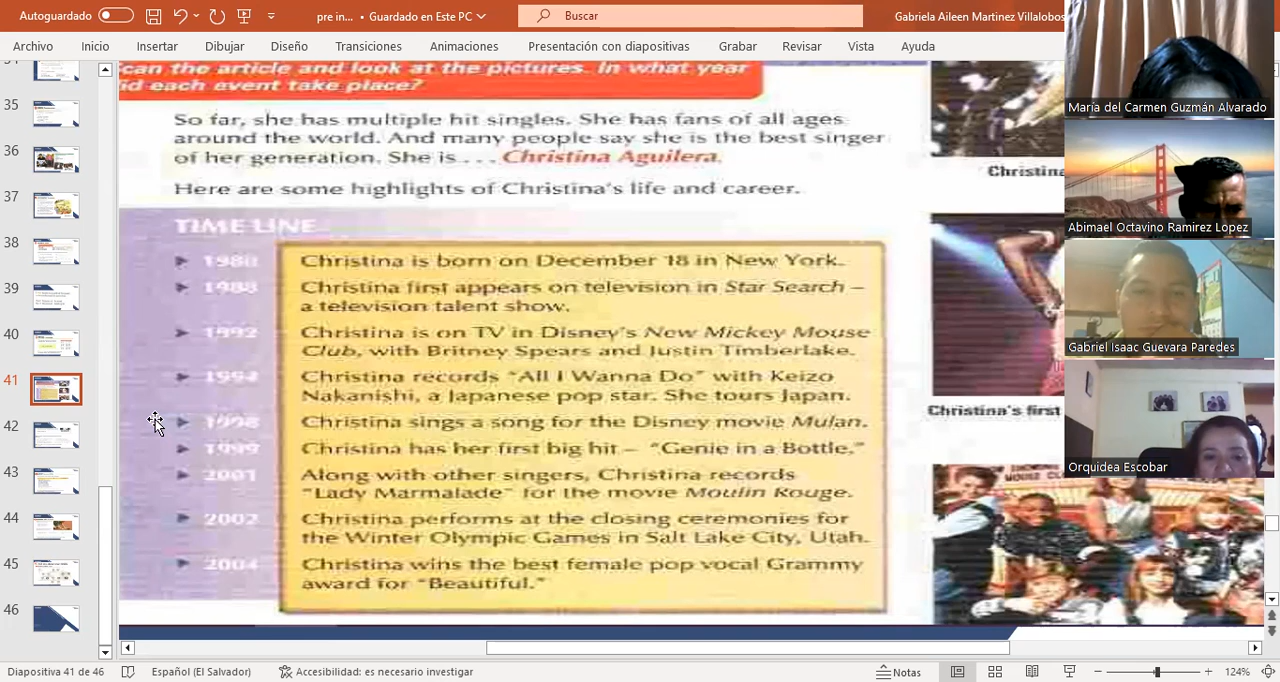 Autoguardado
pre in... • Guardado en Este PC
Buscar
Gabriela Aileen Martinez Villalobos
Archivo Inicio Insertar Dibujar Diseño Transiciones Animaciones Presentación con diapositivas Grabar Revisar Vista Ayuda
35
36
37
38
39
40
41
42
43
44
45
46
can the article and look at the pictures. In what year
id each event take place?
So far, she has multiple hit singles. She has fans of all ages
around the world. And many people say she is the best singer
of her generation. She is . . . Christina Aguilera.
Here are some highlights of Christina's life and career.
TIME LINE
1980 Christina is born on December 18 in New York.
1988 Christina first appears on television in Star Search –
a television talent show.
1992 Christina is on TV in Disney's New Mickey Mouse
Club, with Britney Spears and Justin Timberlake.
1994 Christina records "All I Wanna Do" with Keizo
Nakanishi, a Japanese pop star. She tours Japan.
1998 Christina sings a song for the Disney movie Mulan.
1999 Christina has her first big hit – "Genie in a Bottle."
2001 Along with other singers, Christina records
"Lady Marmalade" for the movie Moulin Rouge.
2002 Christina performs at the closing ceremonies for
the Winter Olympic Games in Salt Lake City, Utah.
2004 Christina wins the best female pop vocal Grammy
award for "Beautiful."
Christina
Christina's first
María del Carmen Guzmán Alvarado
Abimael Octavino Ramirez Lopez
Gabriel Isaac Guevara Paredes
Orquidea Escobar
Diapositiva 41 de 46
Español (El Salvador)
Accesibilidad: es necesario investigar
Notas
124%